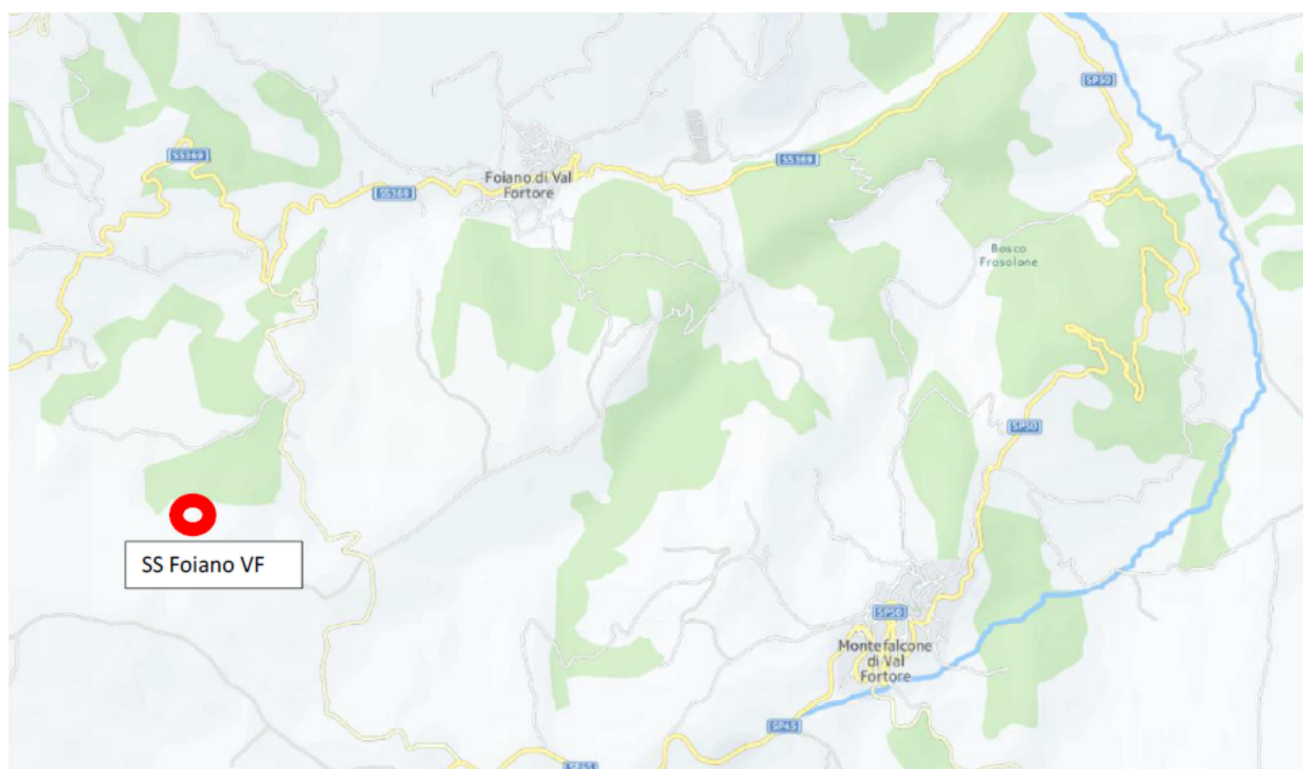 SP50
SS369
SS369
SS369
Foiano di Val
Fortore
Bosco
Frosolone
SP50
SS Foiano VF
SP50
Montefalcone
di Val
Fortore
SP45
SP45